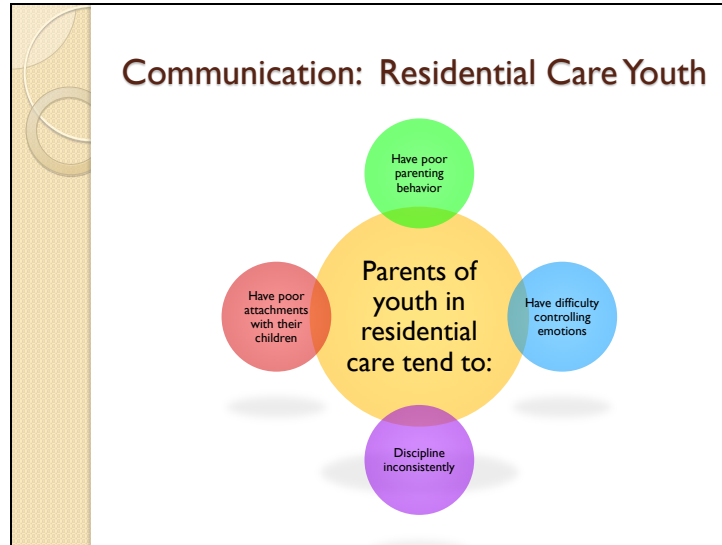 Communication: Residential Care Youth
Have poor
parenting
behavior
Have poor
attachments
with their
children
Parents of
youth in
residential
care tend to:
Have difficulty
controlling
emotions
Discipline
inconsistently